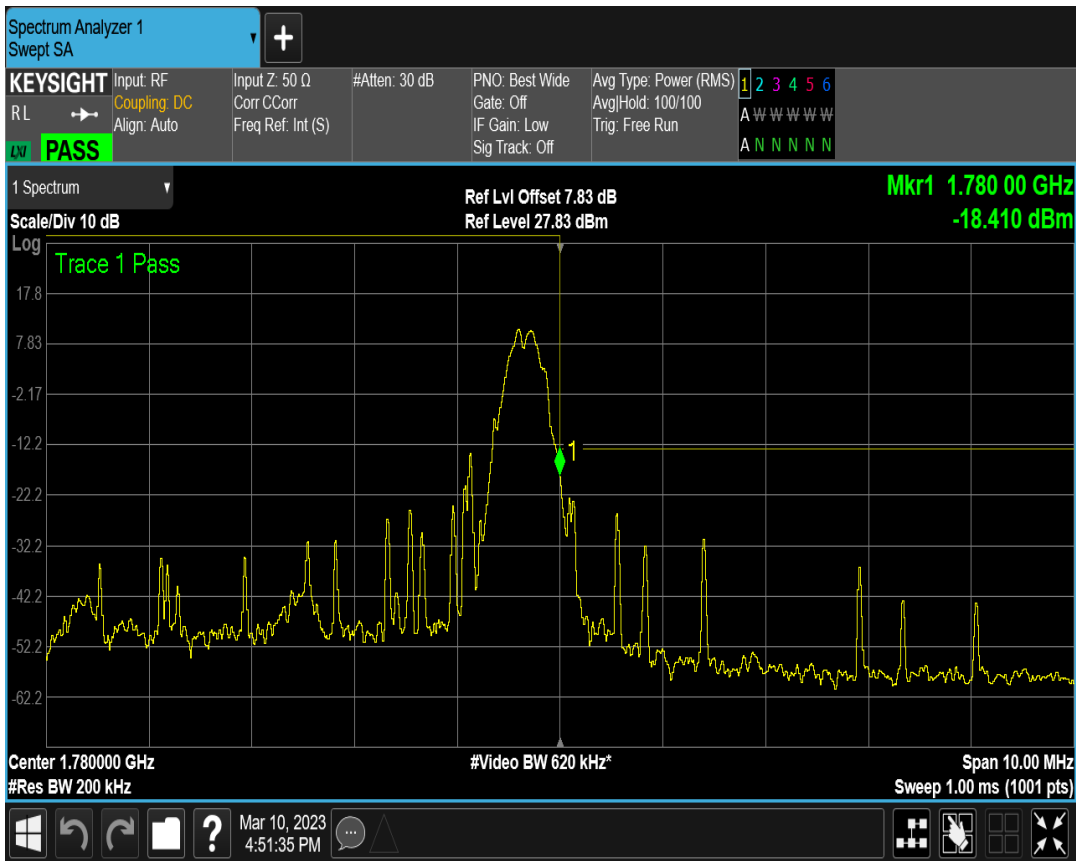 Spectrum Analyzer 1
Swept SA
KEYSIGHT
R L
LXI PASS
Input: RF
Coupling: DC
Align: Auto
Input Z: 50 Ω
Corr CCorr
Freq Ref: Int (S)
#Atten: 30 dB
PNO: Best Wide
Gate: Off
IF Gain: Low
Sig Track: Off
Avg Type: Power (RMS)
Avg|Hold: 100/100
Trig: Free Run
1 2 3 4 5 6
A W W W W W
A N N N N N
1 Spectrum
Scale/Div 10 dB
Ref Lvl Offset 7.83 dB
Ref Level 27.83 dBm
Mkr1 1.780 00 GHz
-18.410 dBm
Log
Trace 1 Pass
17.8
7.83
-2.17
-12.2
1
-22.2
-32.2
-42.2
-52.2
-62.2
Center 1.780000 GHz
#Video BW 620 kHz*
Span 10.00 MHz
#Res BW 200 kHz
Sweep 1.00 ms (1001 pts)
?
Mar 10, 2023
4:51:35 PM